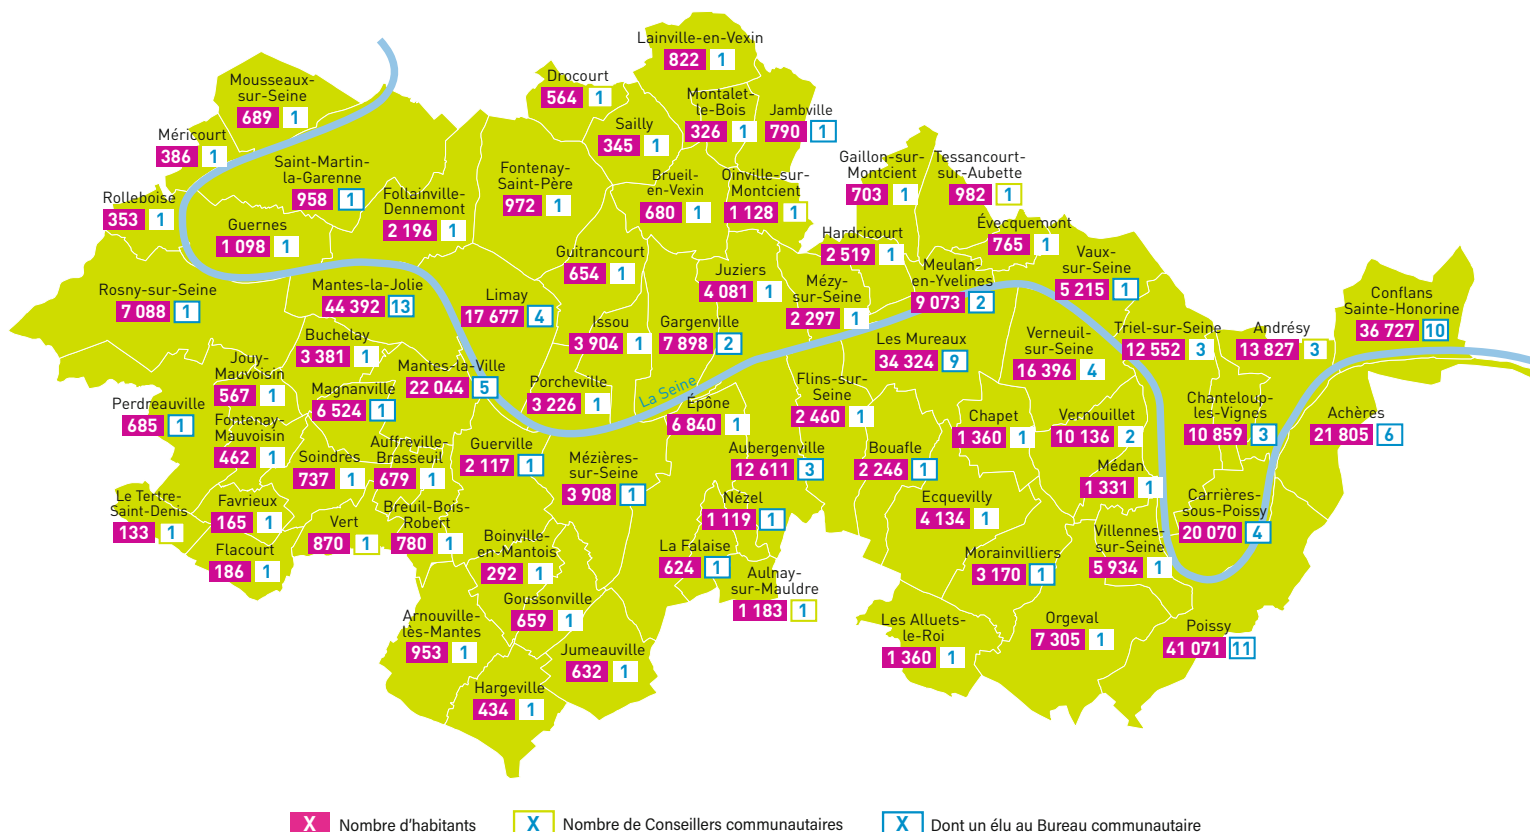 Lainville-en-Vexin
822 1
Mousseaux-
sur-Seine
689 1
Drocourt
564 1
Montalet-
le-Bois
326 1
Jambville
790 1
Sailly
345 1
Méricourt
386 1
Saint-Martin-
la-Garenne
958 1
Fontenay-
Saint-Père
972 1
Brueil-
en-Vexin
680 1
Oinville-sur-
Montcient
1 128 1
Gaillon-sur-
Montcient
703 1
Tessancourt-
sur-Aubette
982 1
Rolleboise
353 1
Follainville-
Dennemont
2 196 1
Guernes
1 098 1
Hardricourt
2 519 1
Évecquemont
765 1
Guitrancourt
654 1
Juziers
4 081 1
Mézy-
sur-Seine
2 297 1
Meulan-
en-Yvelines
9 073 2
Vaux-
sur-Seine
5 215 1
Rosny-sur-Seine
7 088 1
Mantes-la-Jolie
44 392 13
Limay
17 677 4
Conflans
Sainte-Honorine
36 727 10
Buchelay
3 381 1
Issou
3 904 1
Gargenville
7 898 2
Les Mureaux
34 324 9
Verneuil-
sur-Seine
16 396 4
Triel-sur-Seine
12 552 3
Andrésy
13 827 3
Jouy-
Mauvoisin
567 1
Magnanville
6 524 1
Mantes-la-Ville
22 044 5
Porcheville
3 226 1
La Seine
Flins-sur-
Seine
2 460 1
Perdreauville
685 1
Fontenay-
Mauvoisin
462 1
Épône
6 840 1
Chapet
1 360 1
Vernouillet
10 136 2
Chanteloup-
les-Vignes
10 859 3
Achères
21 805 6
Soindres
737 1
Auffreville-
Brasseuil
679 1
Guerville
2 117 1
Mézières-
sur-Seine
3 908 1
Aubergenville
12 611 3
Bouafle
2 246 1
Médan
1 331 1
Le Tertre-
Saint-Denis
133 1
Favrieux
165 1
Vert
870 1
Breuil-Bois-
Robert
780 1
Nézel
1 119 1
Ecquevilly
4 134 1
Carrières-
sous-Poissy
20 070 4
Flacourt
186 1
Boinville-
en-Mantois
292 1
La Falaise
624 1
Morainvilliers
3 170 1
Villennes-
sur-Seine
5 934 1
Aulnay-
sur-Mauldre
1 183 1
Goussonville
659 1
Arnouville-
lès-Mantes
953 1
Jumeauville
632 1
Les Alluets-
le-Roi
1 360 1
Orgeval
7 305 1
Poissy
41 071 11
Hargeville
434 1
X Nombre d'habitants
X Nombre de Conseillers communautaires
X Dont un élu au Bureau communautaire